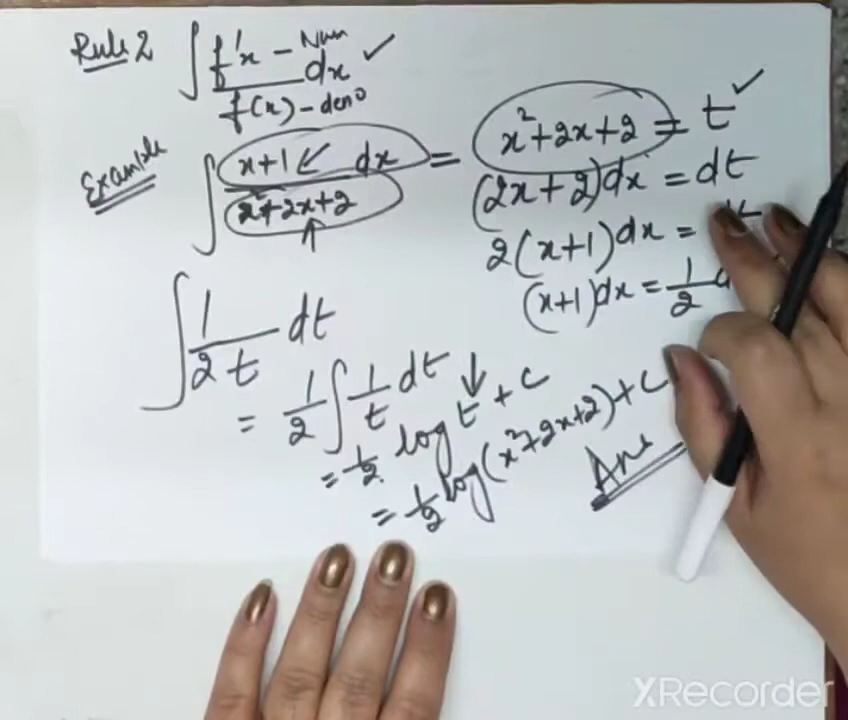 Rule 2 ∫ f'x – Num dx ✓
f(x) – den°
Example ∫ x+1 dx = x²+2x+2 = t ✓
x²+2x+2 (2x+2)dx = dt
2(x+1)dx =
(x+1)dx = 1/2
∫ 1/2t dt
= 1/2 ∫ 1/t dt
= 1/2 log t + c
= 1/2 log(x²+2x+2)+c
Ans
XRecorder